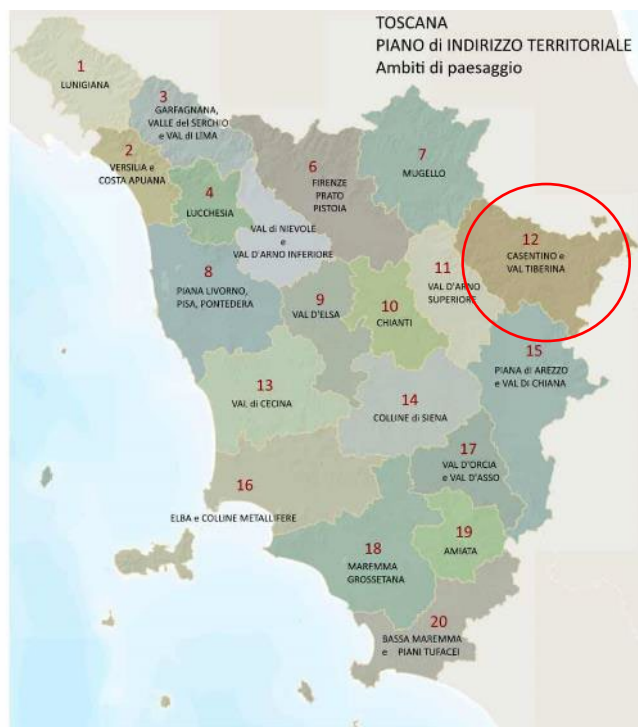 TOSCANA
PIANO di INDIRIZZO TERRITORIALE
Ambiti di paesaggio
1
LUNIGIANA
3
GARFAGNANA,
VALLE del SERCHIO
e VAL di LIMA
2
VERSILIA e
COSTA APUANA
4
LUCCHESIA
VAL di NIEVOLE
e
VAL D'ARNO INFERIORE
6
FIRENZE
PRATO
PISTOIA
7
MUGELLO
8
PIANA LIVORNO,
PISA, PONTEDERA
9
VAL D'ELSA
10
CHIANTI
11
VAL D'ARNO
SUPERIORE
12
CASENTINO e
VAL TIBERINA
13
VAL di CECINA
14
COLLINE di SIENA
15
PIANA di AREZZO
e VAL DI CHIANA
16
ELBA e COLLINE METALLIFERE
17
VAL D'ORCIA
e VAL D'ASSO
18
MAREMMA
GROSSETANA
19
AMIATA
20
BASSA MAREMMA
e PIANI TUFACEI